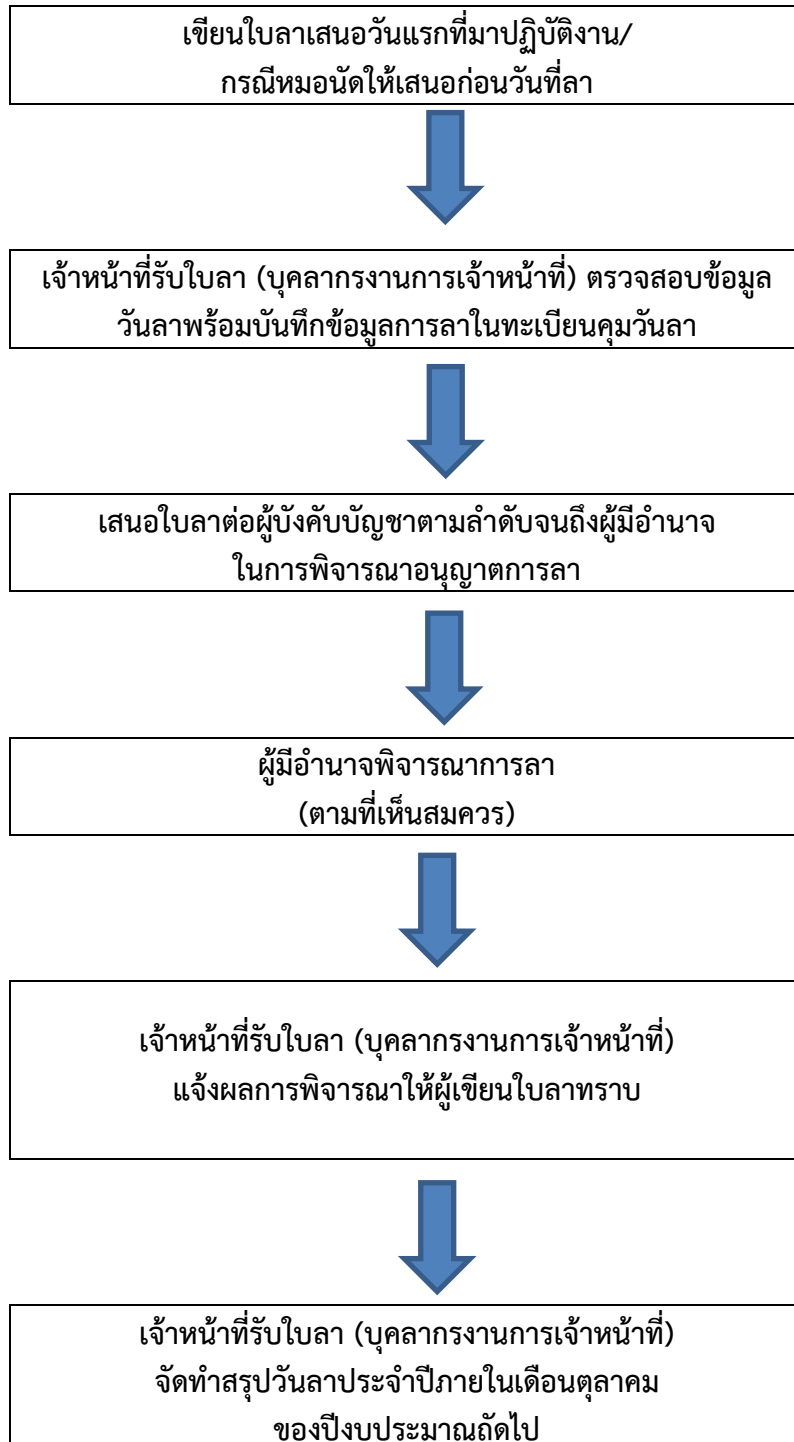 เขียนใบลาเสนอวันแรกที่มาปฏิบัติงาน/
กรณีหมอนัดให้เสนอก่อนวันที่ลา
เจ้าหน้าที่รับใบลา (บุคลากรงานการเจ้าหน้าที่) ตรวจสอบข้อมูล
วันลาพร้อมบันทึกข้อมูลการลาในทะเบียนคุมวันลา
เสนอใบลาต่อผู้บังคับบัญชาตามลำดับจนถึงผู้มีอำนาจ
ในการพิจารณาอนุญาตการลา
ผู้มีอำนาจพิจารณาการลา
(ตามที่เห็นสมควร)
เจ้าหน้าที่รับใบลา (บุคลากรงานการเจ้าหน้าที่)
แจ้งผลการพิจารณาให้ผู้เขียนใบลาทราบ
เจ้าหน้าที่รับใบลา (บุคลากรงานการเจ้าหน้าที่)
จัดทำสรุปวันลาประจำปีภายในเดือนตุลาคม
ของปีงบประมาณถัดไป